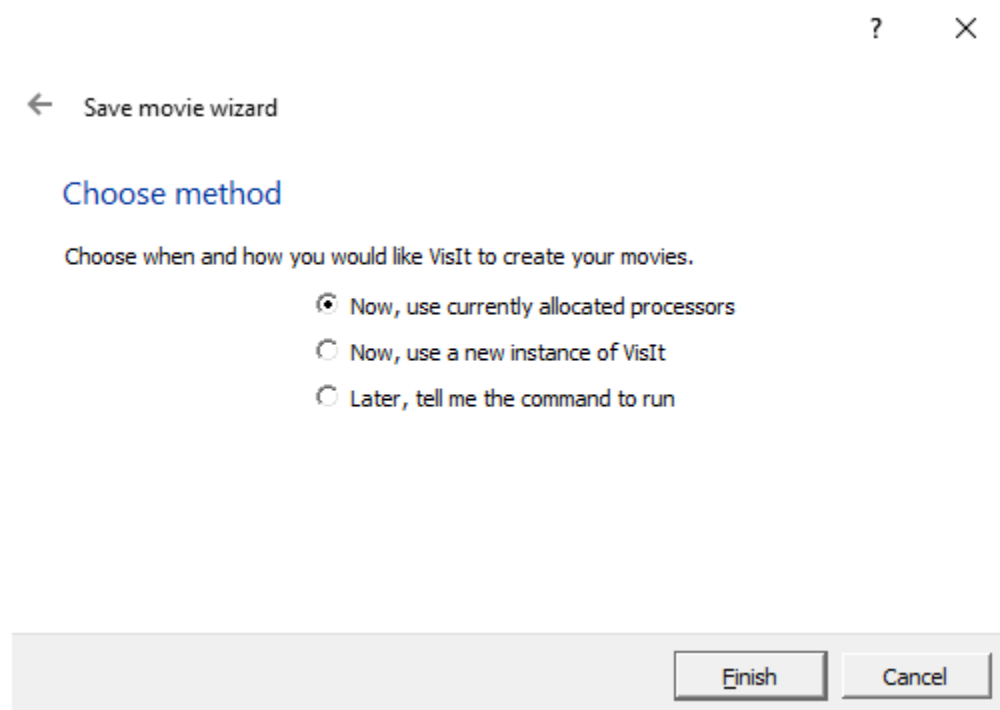 ?
Save movie wizard
Choose method
Choose when and how you would like VisIt to create your movies.
Now, use currently allocated processors
Now, use a new instance of VisIt
Later, tell me the command to run
Finish Cancel